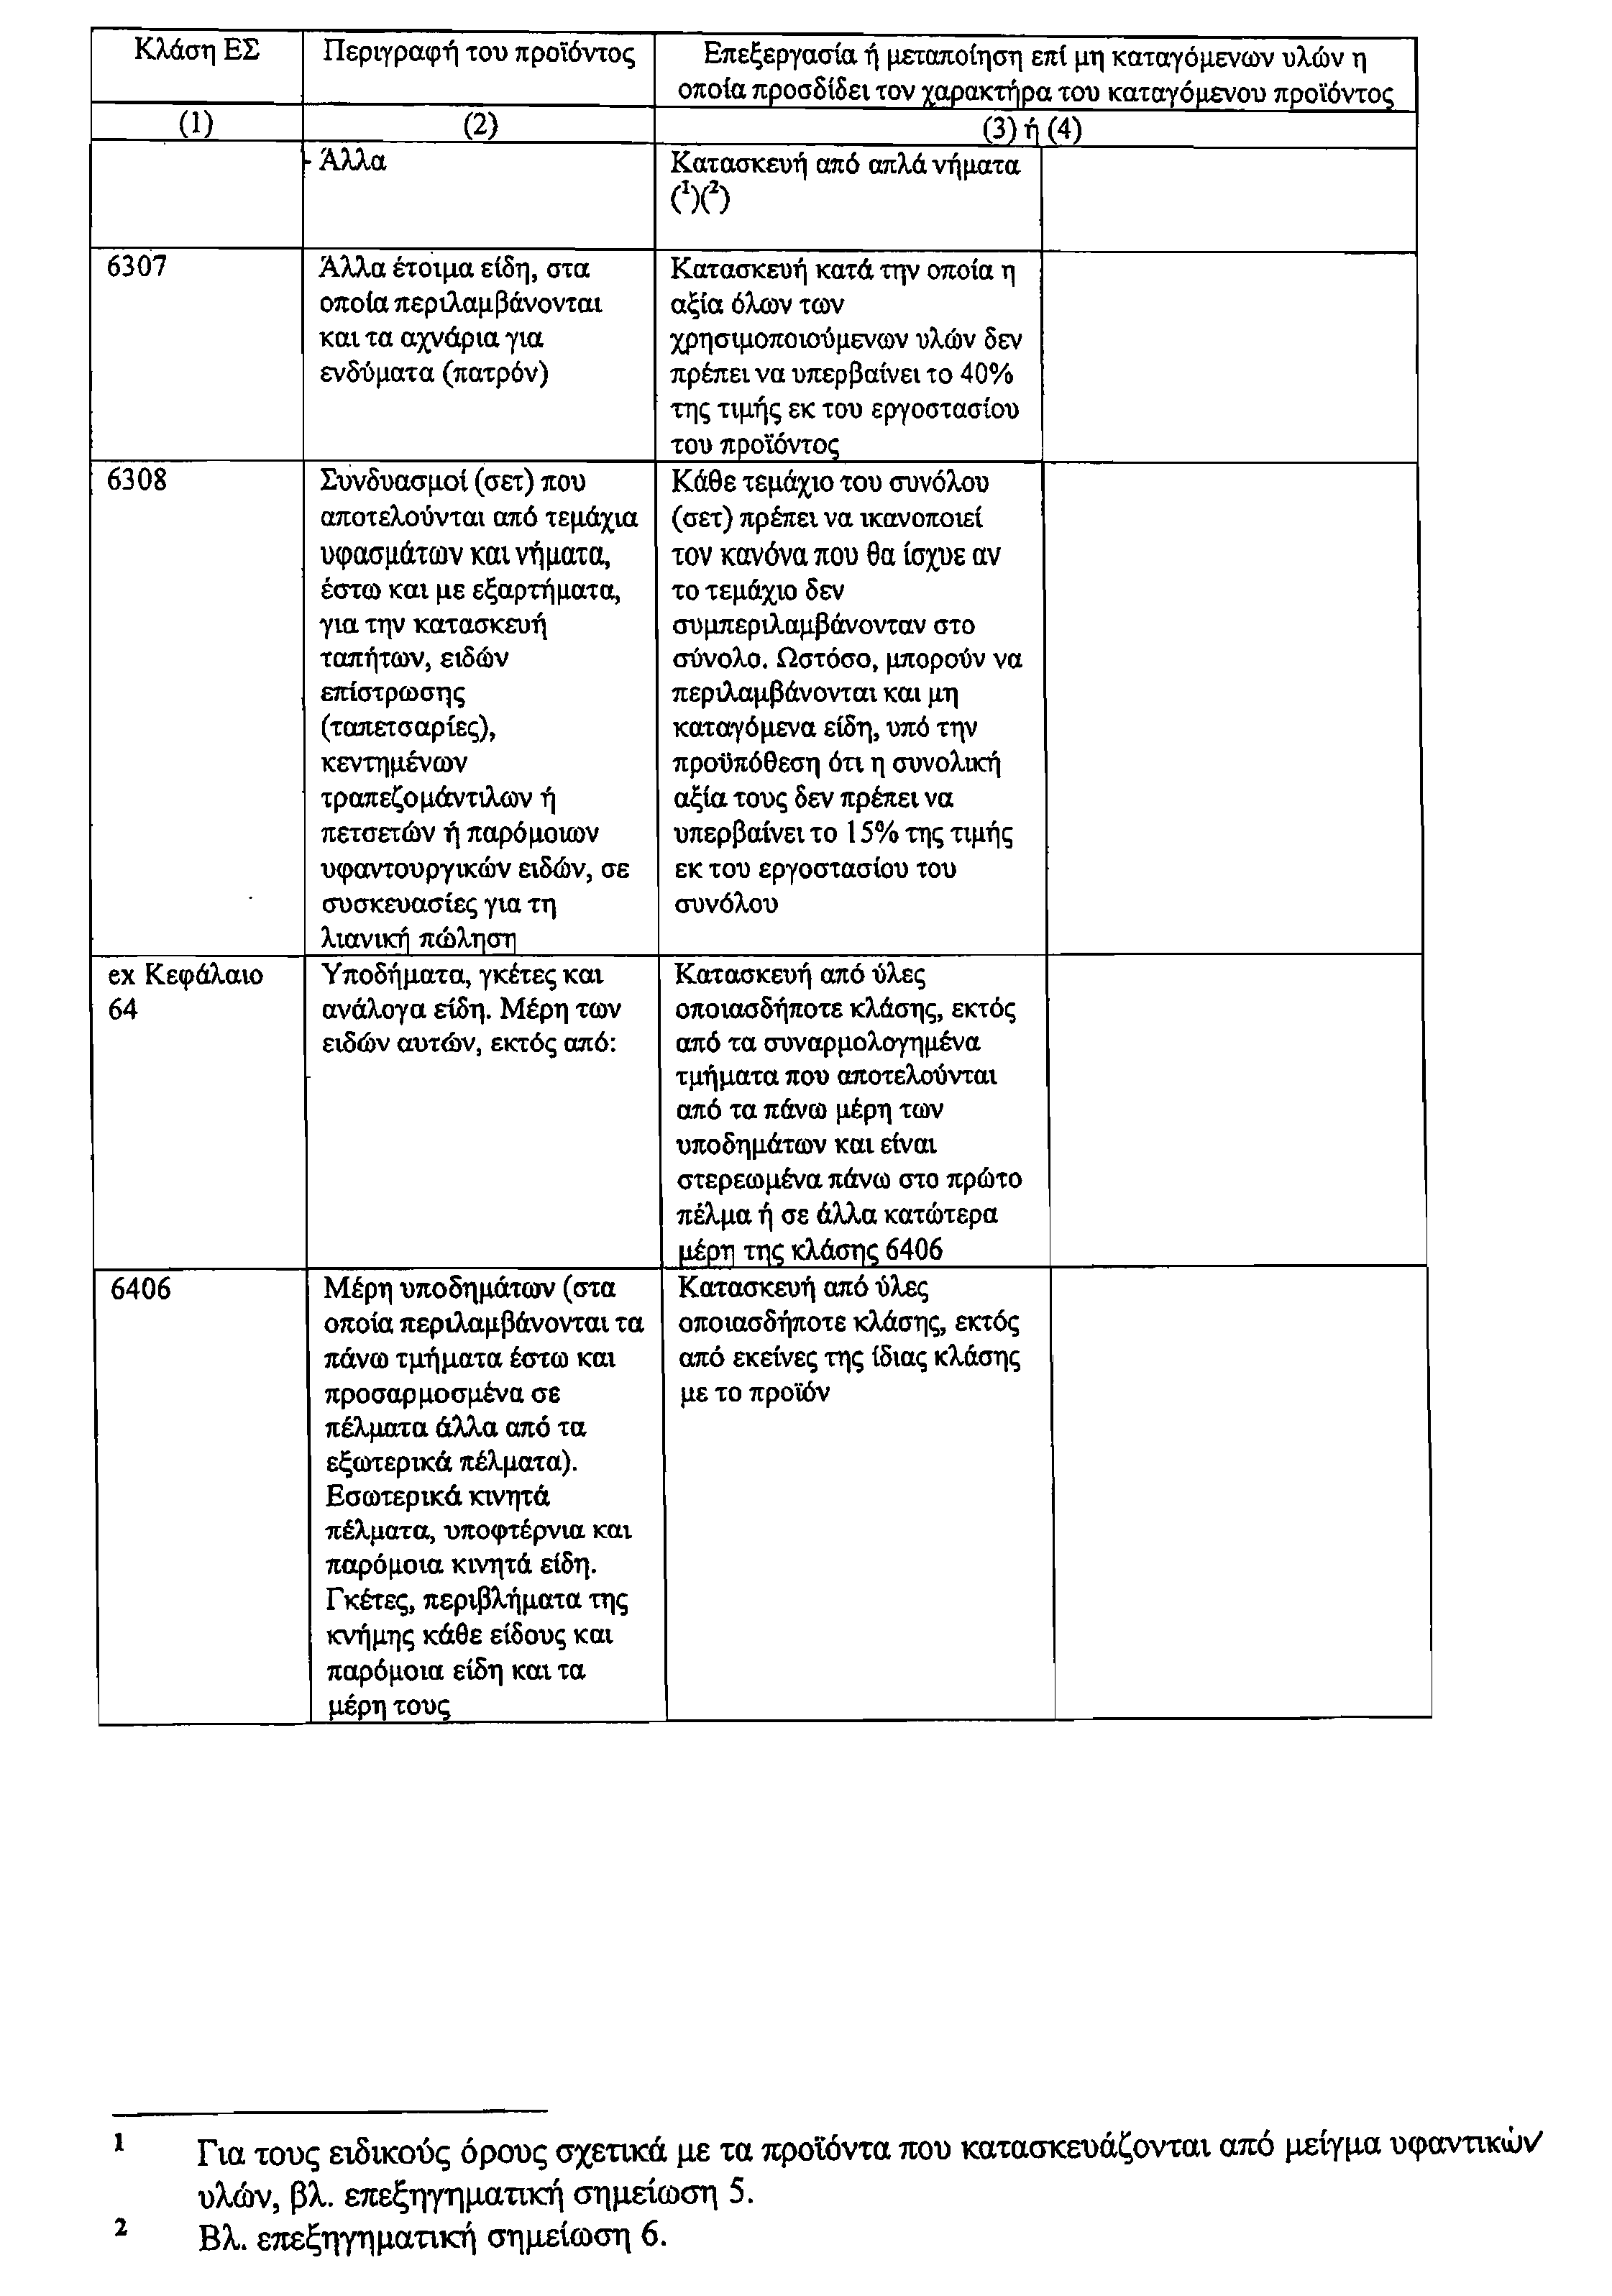 Κλάση ΕΣ
Περιγραφή του προϊόντος
Επεξεργασία ή μεταποίηση επί μη καταγόμενων υλών η
οποία προσδίδει τον χαρακτήρα του καταγόμενου προϊόντος
(1)
(2)
(3) ή (4)
- Άλλα
Κατασκευή από απλά νήματα
(¹)(²)
6307
Άλλα έτοιμα είδη, στα
οποία περιλαμβάνονται
και τα αχνάρια για
ενδύματα (πατρόν)
Κατασκευή κατά την οποία η
αξία όλων των
χρησιμοποιούμενων υλών δεν
πρέπει να υπερβαίνει το 40%
της τιμής εκ του εργοστασίου
του προϊόντος
6308
Συνδυασμοί (σετ) που
αποτελούνται από τεμάχια
υφασμάτων και νήματα,
έστω και με εξαρτήματα,
για την κατασκευή
ταπήτων, ειδών
επίστρωσης
(ταπετσαρίες),
κεντημένων
τραπεζομάντιλων ή
πετσετών ή παρόμοιων
υφαντουργικών ειδών, σε
συσκευασίες για τη
λιανική πώληση
Κάθε τεμάχιο του συνόλου
(σετ) πρέπει να ικανοποιεί
τον κανόνα που θα ίσχυε αν
το τεμάχιο δεν
συμπεριλαμβάνονταν στο
σύνολο. Ωστόσο, μπορούν να
περιλαμβάνονται και μη
καταγόμενα είδη, υπό την
προϋπόθεση ότι η συνολική
αξία τους δεν πρέπει να
υπερβαίνει το 15% της τιμής
εκ του εργοστασίου του
συνόλου
ex Κεφάλαιο
64
Υποδήματα, γκέτες και
ανάλογα είδη. Μέρη των
ειδών αυτών, εκτός από:
Κατασκευή από ύλες
οποιασδήποτε κλάσης, εκτός
από τα συναρμολογημένα
τμήματα που αποτελούνται
από τα πάνω μέρη των
υποδημάτων και είναι
στερεωμένα πάνω στο πρώτο
πέλμα ή σε άλλα κατώτερα
μέρη της κλάσης 6406
6406
Μέρη υποδημάτων (στα
οποία περιλαμβάνονται τα
πάνω τμήματα έστω και
προσαρμοσμένα σε
πέλματα άλλα από τα
εξωτερικά πέλματα).
Εσωτερικά κινητά
πέλματα, υποφτέρνια και
παρόμοια κινητά είδη.
Γκέτες, περιβλήματα της
κνήμης κάθε είδους και
παρόμοια είδη και τα
μέρη τους
Κατασκευή από ύλες
οποιασδήποτε κλάσης, εκτός
από εκείνες της ίδιας κλάσης
με το προϊόν
1 Για τους ειδικούς όρους σχετικά με τα προϊόντα που κατασκευάζονται από μείγμα υφαντικών
υλών, βλ. επεξηγηματική σημείωση 5.
2 Βλ. επεξηγηματική σημείωση 6.